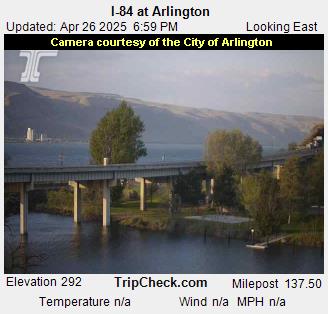 I-84 at Arlington
Updated: Apr 26 2025 6:59 PM Looking East
Camera courtesy of the City of Arlington
Elevation 292 TripCheck.com Milepost 137.50
Temperature n/a Wind n/a MPH n/a